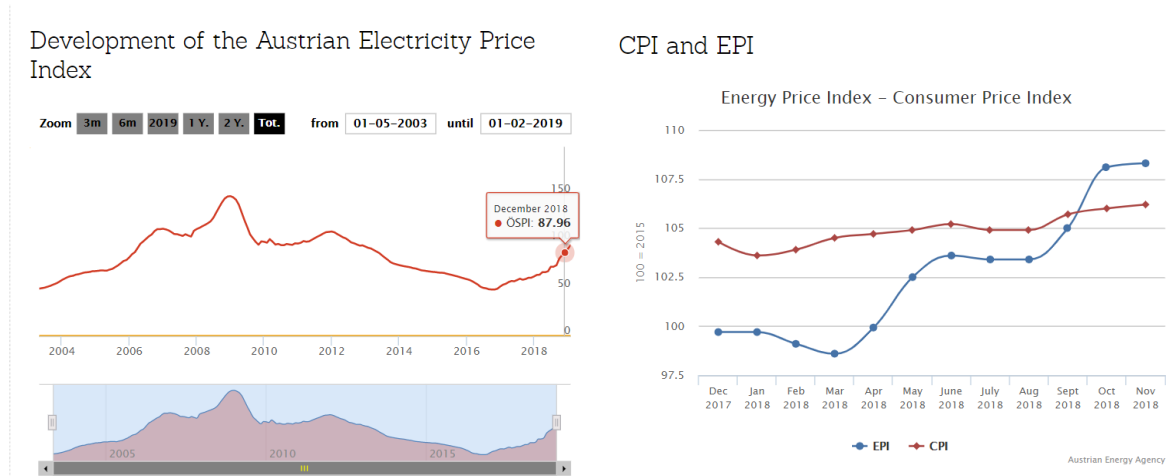 Development of the Austrian Electricity Price
Index
Zoom 3m 6m 2019 1 Y. 2 Y. Tot. from 01-05-2003 until 01-02-2019
150
December 2018
ÖSPI: 87.96
50
0
2004 2006 2008 2010 2012 2014 2016 2018
2005 2010 2015
CPI and EPI
Energy Price Index – Consumer Price Index
100 = 2015
110
107.5
105
102.5
100
97.5
Dec Jan Feb Mar Apr May June July Aug Sept Oct Nov
2017 2018 2018 2018 2018 2018 2018 2018 2018 2018 2018 2018
EPI CPI
Austrian Energy Agency